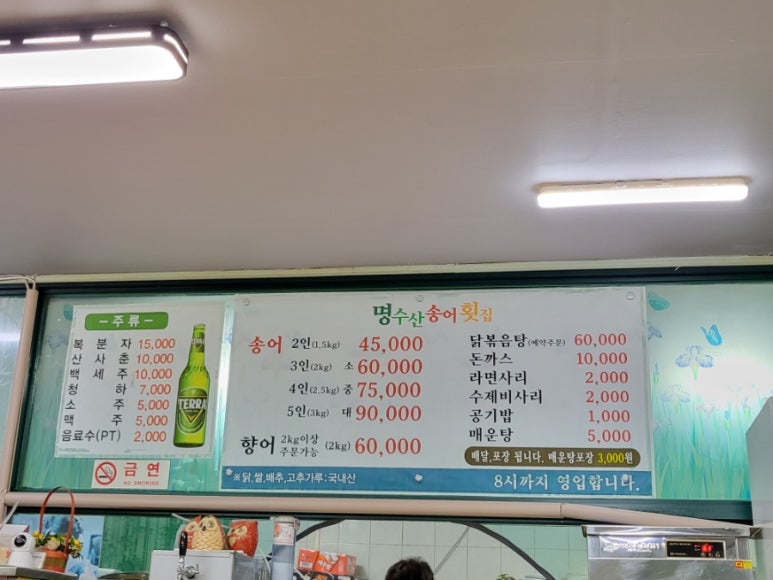 - 주류 -
복분자 15,000
산사춘 10,000
백세주 10,000
청하 7,000
소주 5,000
맥주 5,000
음료수(PT) 2,000
TERRA
금연
NO SMOKING
명수산송어횟집
송어 2인(1.5kg) 45,000
3인(2kg) 소 60,000
4인(2.5kg) 중 75,000
5인(3kg) 대 90,000
향어 2kg이상 주문가능 (2kg) 60,000
닭볶음탕(예약주문) 60,000
돈까스 10,000
라면사리 2,000
수제비사리 2,000
공기밥 1,000
매운탕 5,000
배달,포장 됩니다. 매운탕포장 3,000원
※ 닭,쌀,배추,고추가루:국내산
8시까지 영입합니다.